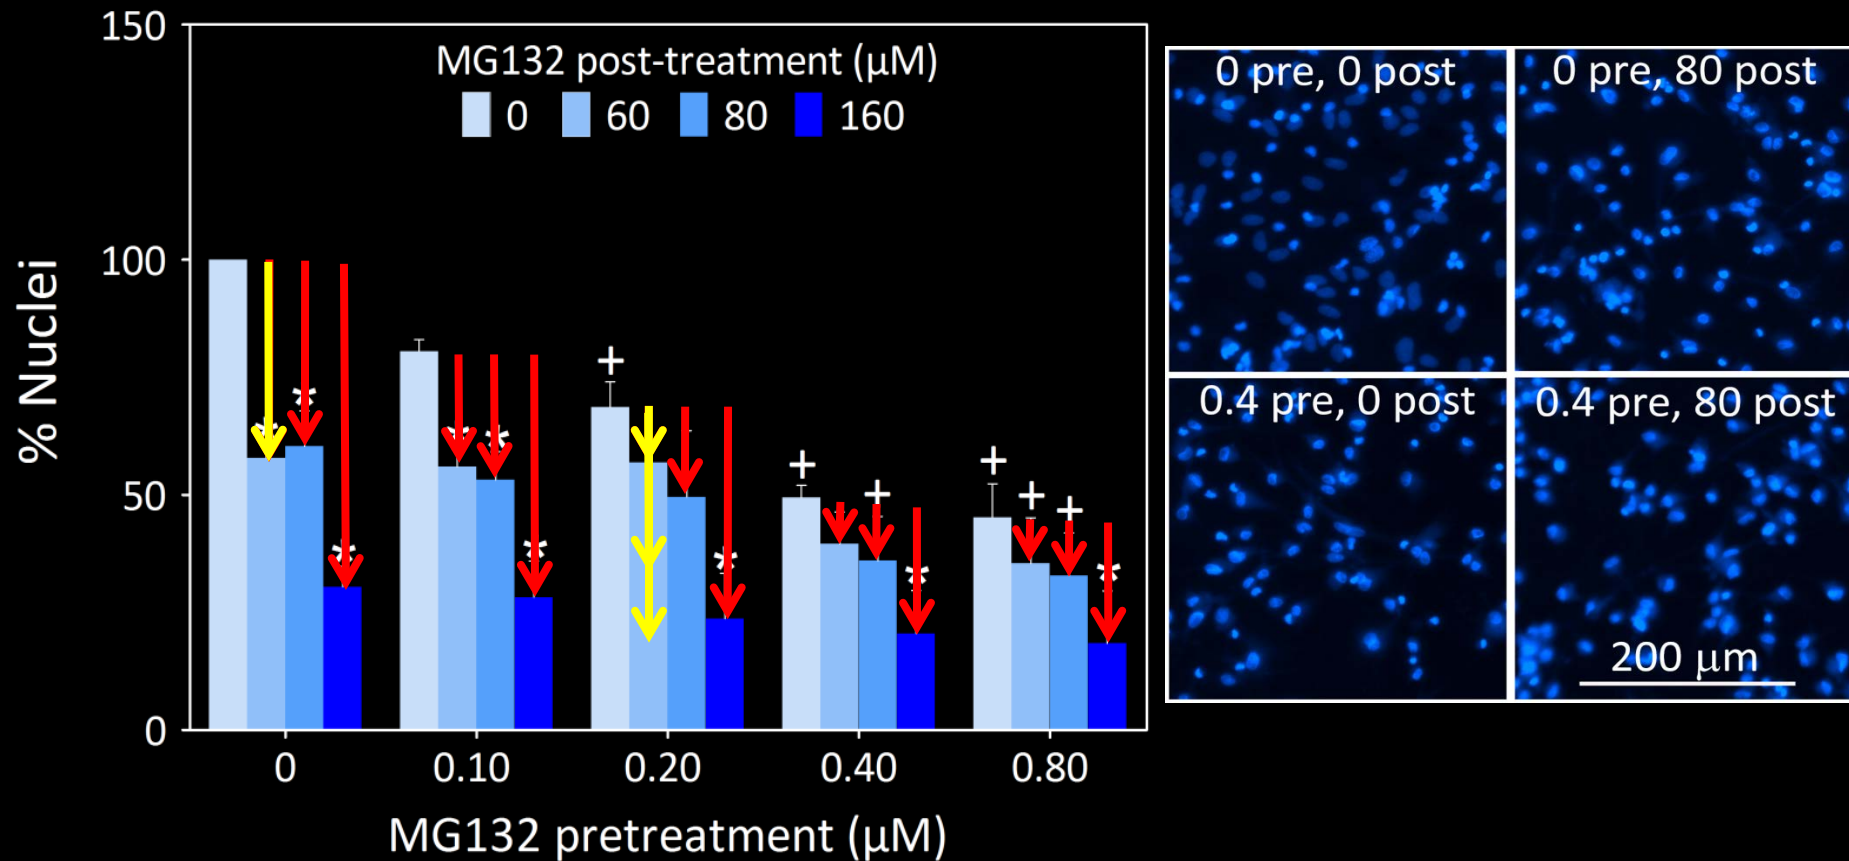 150
100
50
0
% Nuclei
MG132 post-treatment (μM)
0 60 80 160
*
*
*
*
*
*
+
*
+
+
*
+
+
+
*
0 0.10 0.20 0.40 0.80
MG132 pretreatment (μM)
0 pre, 0 post
0 pre, 80 post
0.4 pre, 0 post
0.4 pre, 80 post
200 μm